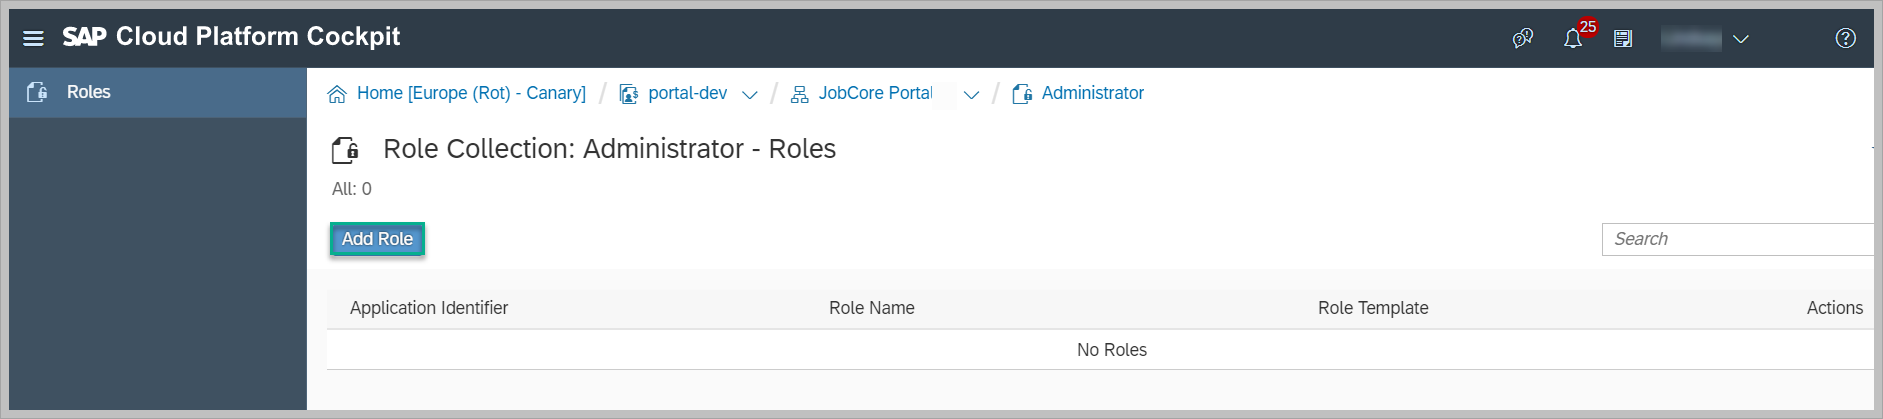 SAP Cloud Platform Cockpit
25
Roles
Home [Europe (Rot) - Canary] / portal-dev / JobCore Portal / Administrator
Role Collection: Administrator - Roles
All: 0
Add Role
Search
Application Identifier Role Name Role Template Actions
No Roles